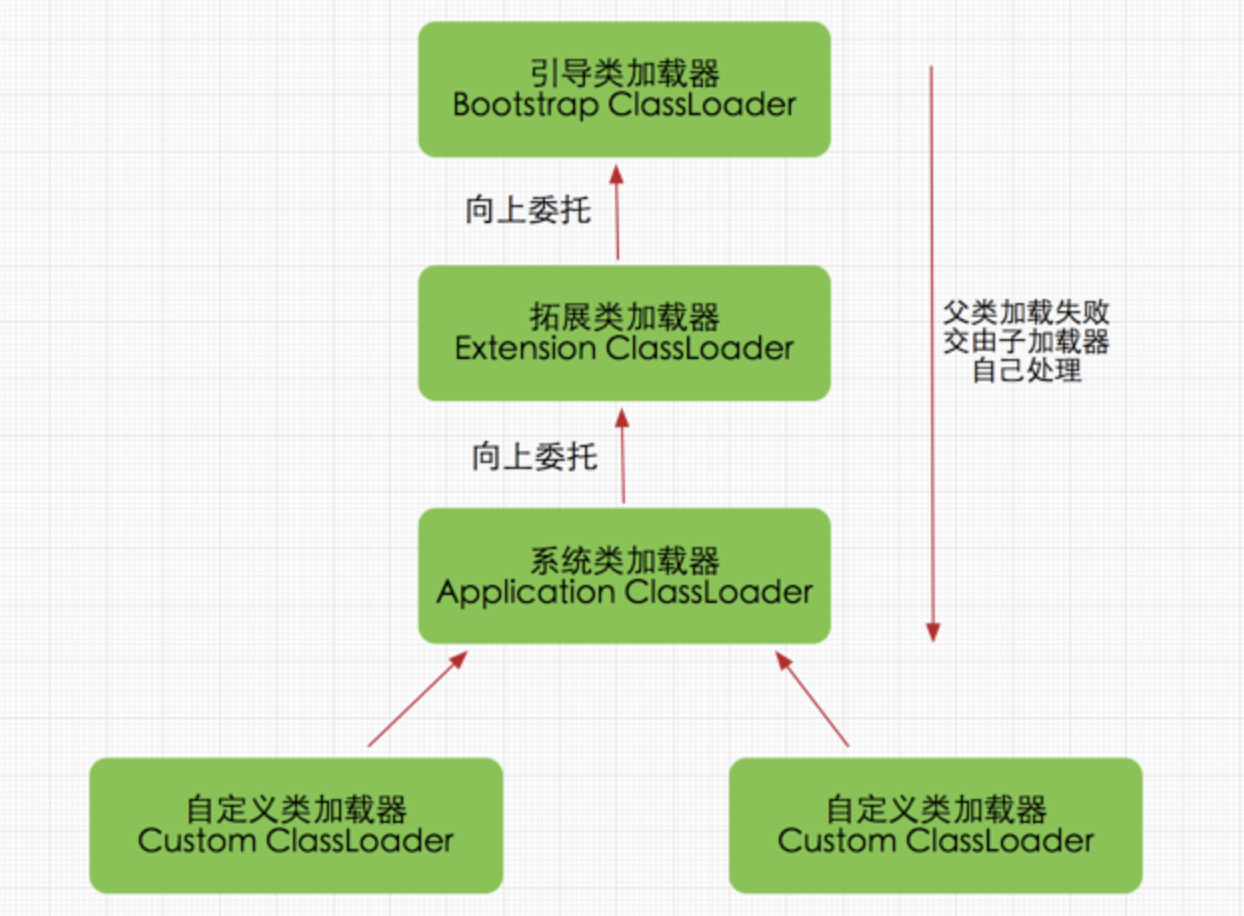 引导类加载器
Bootstrap ClassLoader
向上委托
拓展类加载器
Extension ClassLoader
父类加载失败
交由子加载器
自己处理
向上委托
系统类加载器
Application ClassLoader
自定义类加载器
Custom ClassLoader
自定义类加载器
Custom ClassLoader